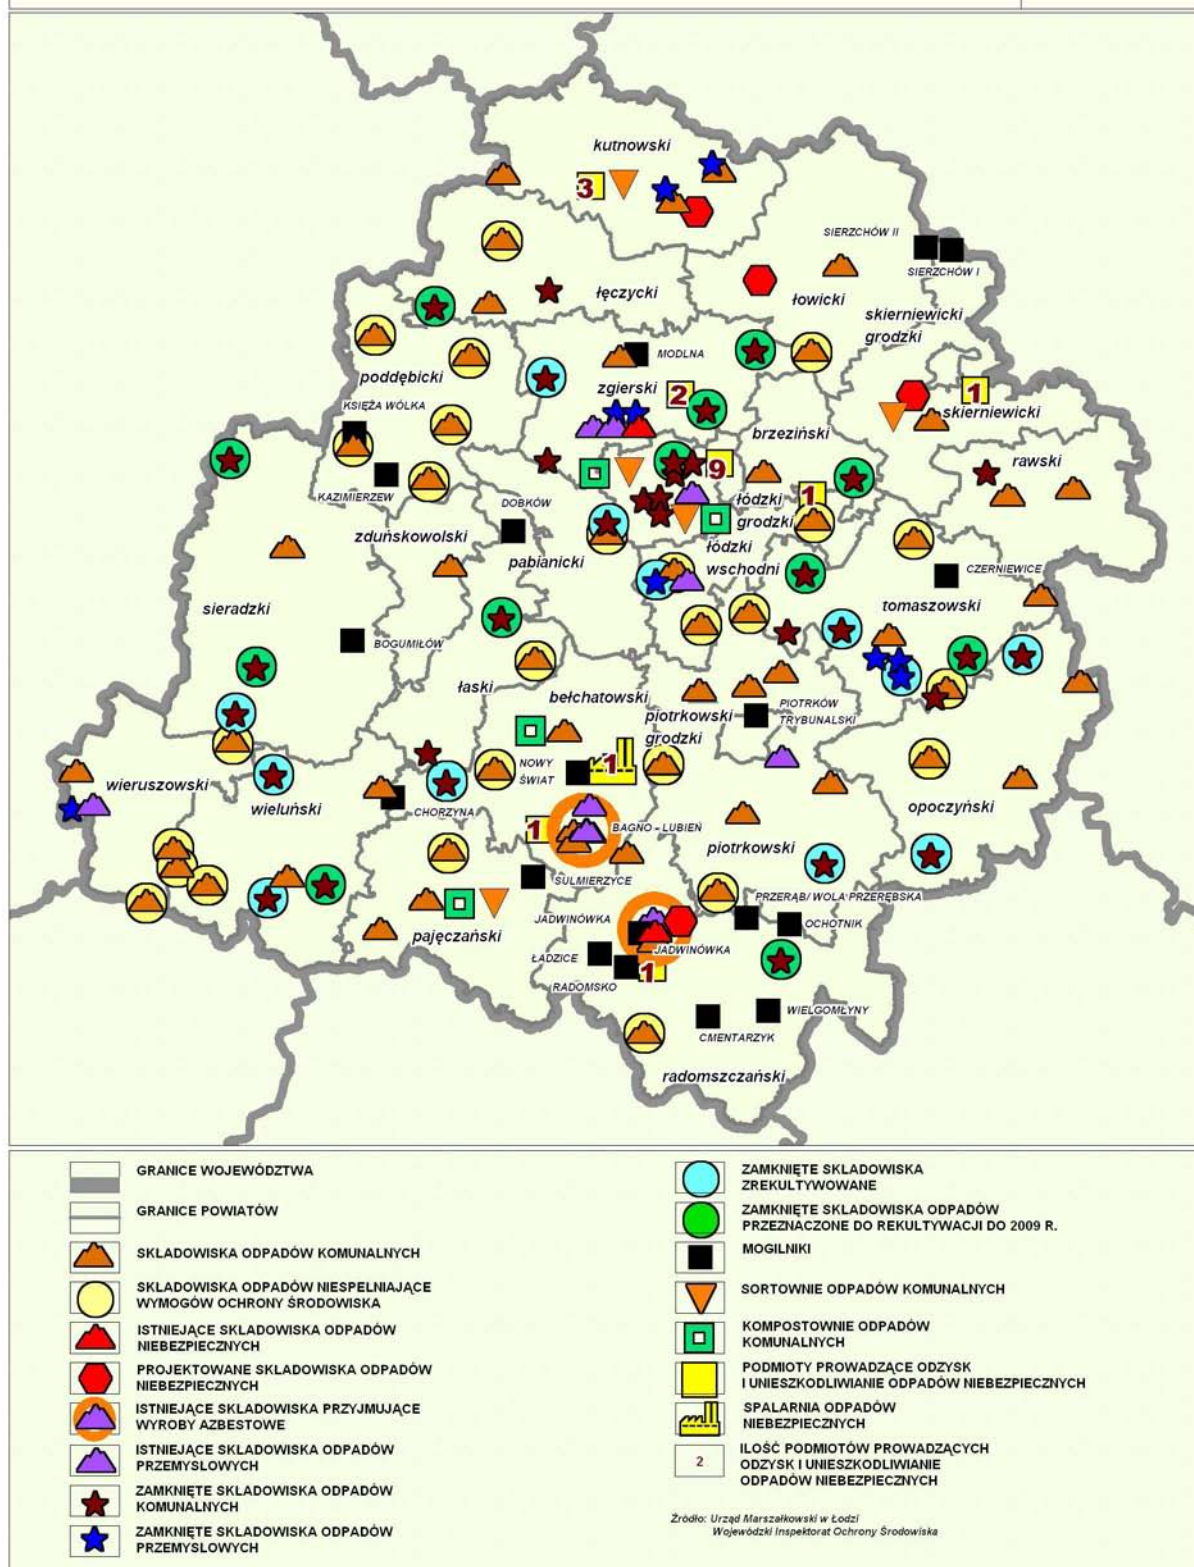 kutnowski
3
SIERZCHÓW II
SIERZCHÓW I
łęczycki
łowicki
skierniewicki
grodzki
MODLNA
poddębicki
zgierski
2
1
KSIĘŻA WÓLKA
skierniewicki
brzeziński
rawski
9
KAZIMIERZEW
DOBKÓW
łódzki
grodzki
1
zduńskowolski
pabianicki
łódzki
wschodni
CZERNIEWICE
sieradzki
tomaszowski
BOGUMIŁÓW
łaski
bełchatowski
piotrkowski
grodzki
PIOTRKÓW
TRYBUNALSKI
NOWY
ŚWIAT
1
wieruszowski
wieluński
CHORZYNA
opoczyński
1
BAGNO - LUBIEŃ
piotrkowski
SULMIERZYCE
PRZERĄB/ WOLA PRZERĘBSKA
JADWINÓWKA
OCHOTNIK
pajęczański
JADWINÓWKA
ŁADZICE
RADOMSKO
1
WIELGOMŁYNY
CMENTARZYK
radomszczański
GRANICE WOJEWÓDZTWA
GRANICE POWIATÓW
SKŁADOWISKA ODPADÓW KOMUNALNYCH
SKŁADOWISKA ODPADÓW NIESPEŁNIAJĄCE
WYMOGÓW OCHRONY ŚRODOWISKA
ISTNIEJĄCE SKŁADOWISKA ODPADÓW
NIEBEZPIECZNYCH
PROJEKTOWANE SKŁADOWISKA ODPADÓW
NIEBEZPIECZNYCH
ISTNIEJĄCE SKŁADOWISKA PRZYJMUJĄCE
WYROBY AZBESTOWE
ISTNIEJĄCE SKŁADOWISKA ODPADÓW
PRZEMYSŁOWYCH
ZAMKNIĘTE SKŁADOWISKA ODPADÓW
KOMUNALNYCH
ZAMKNIĘTE SKŁADOWISKA ODPADÓW
PRZEMYSŁOWYCH
ZAMKNIĘTE SKŁADOWISKA
ZREKULTYWOWANE
ZAMKNIĘTE SKŁADOWISKA ODPADÓW
PRZEZNACZONE DO REKULTYWACJI DO 2009 R.
MOGILNIKI
SORTOWNIE ODPADÓW KOMUNALNYCH
KOMPOSTOWNIE ODPADÓW
KOMUNALNYCH
PODMIOTY PROWADZĄCE ODZYSK
I UNIESZKODLIWIANIE ODPADÓW NIEBEZPIECZNYCH
SPALARNIA ODPADÓW
NIEBEZPIECZNYCH
2
ILOŚĆ PODMIOTÓW PROWADZĄCYCH
ODZYSK I UNIESZKODLIWIANIE
ODPADÓW NIEBEZPIECZNYCH
Źródło: Urząd Marszałkowski w Łodzi
Wojewódzki Inspektorat Ochrony Środowiska